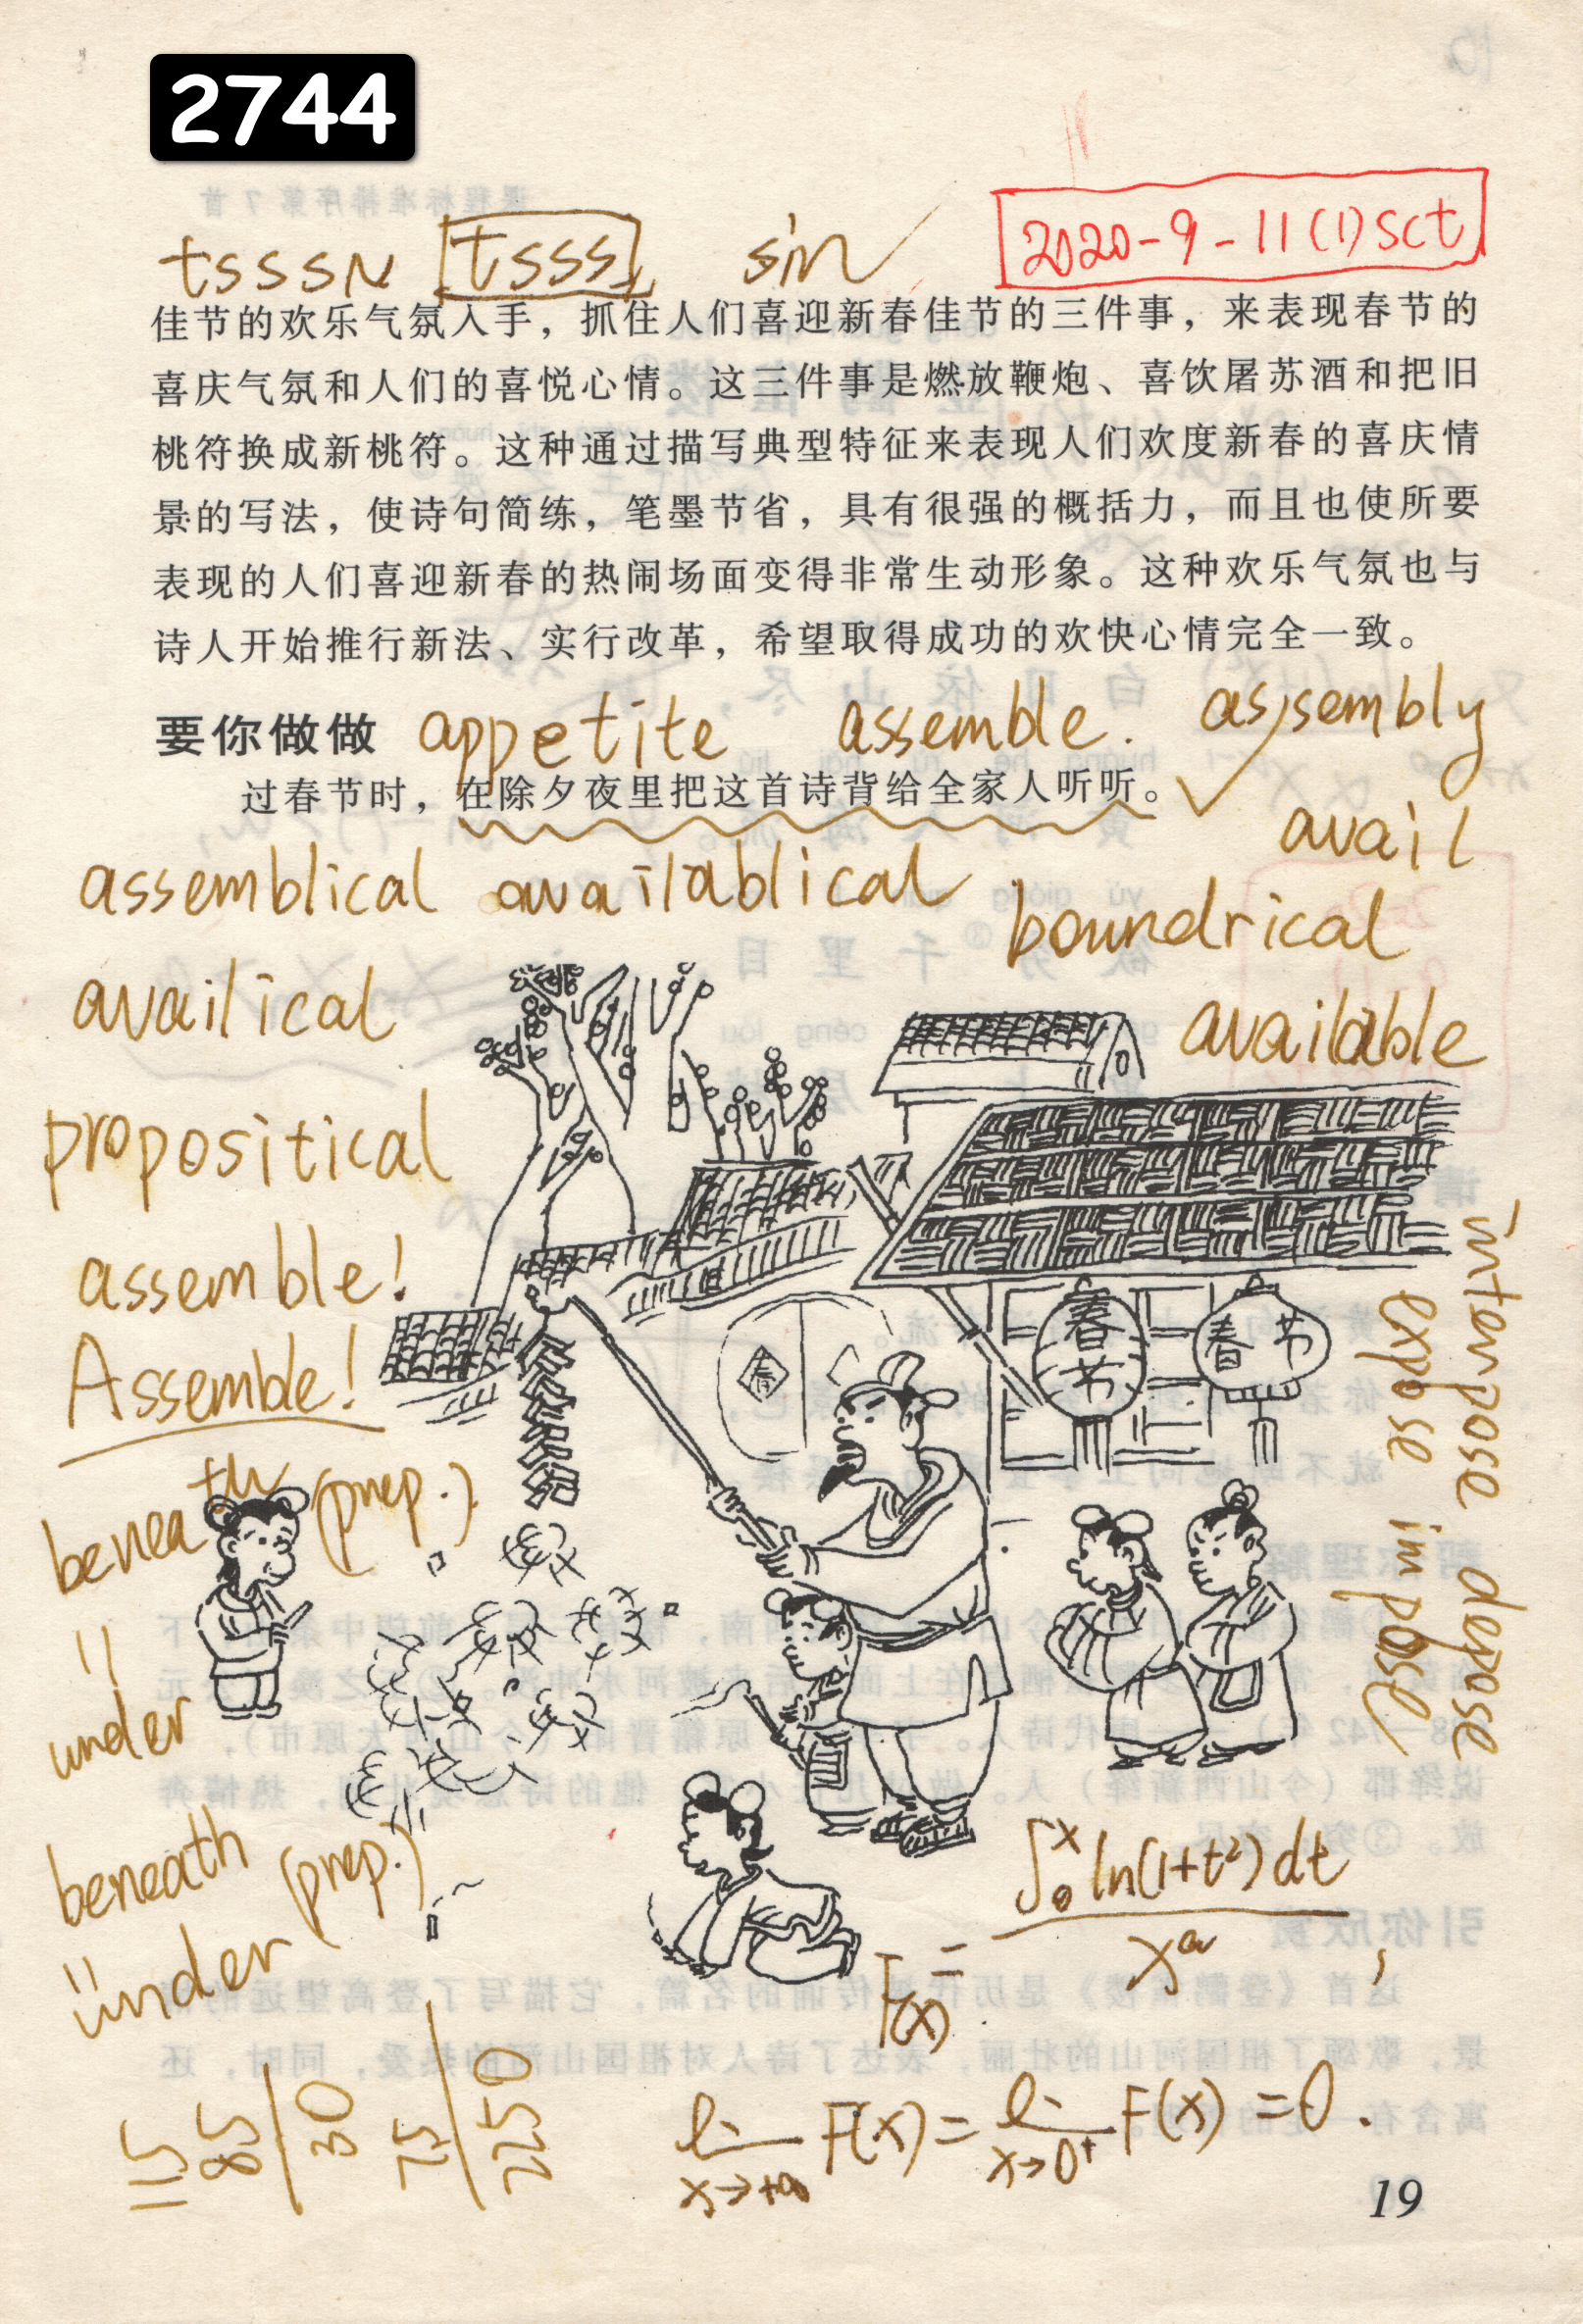 2744
2020-9-11(1)sct
tsssn tsss sin
佳节的欢乐气氛入手，抓住人们喜迎新春佳节的三件事，来表现春节的
喜庆气氛和人们的喜悦心情。这三件事是燃放鞭炮、喜饮屠苏酒和把旧
桃符换成新桃符。这种通过描写典型特征来表现人们欢度新春的喜庆情
景的写法，使诗句简练，笔墨节省，具有很强的概括力，而且也使所要
表现的人们喜迎新春的热闹场面变得非常生动形象。这种欢乐气氛也与
诗人开始推行新法、实行改革，希望取得成功的欢快心情完全一致。
要你做做 appetite assemble. assembly
过春节时，在除夕夜里把这首诗背给全家人听听。
avail
assemblical availablical boundrical
availical available
propositical
assemble!
Assemble!
春节 春节
春
interpose depose
expose impose
beneath (prep.)
under
beneath (prep.)
under
∫₀ˣ ln(1+t²)dt
F(x) = xᵃ ,
115
85
30
75
2250
lim x→+∞ F(x) = lim x→0⁺ F(x) = 0.
19